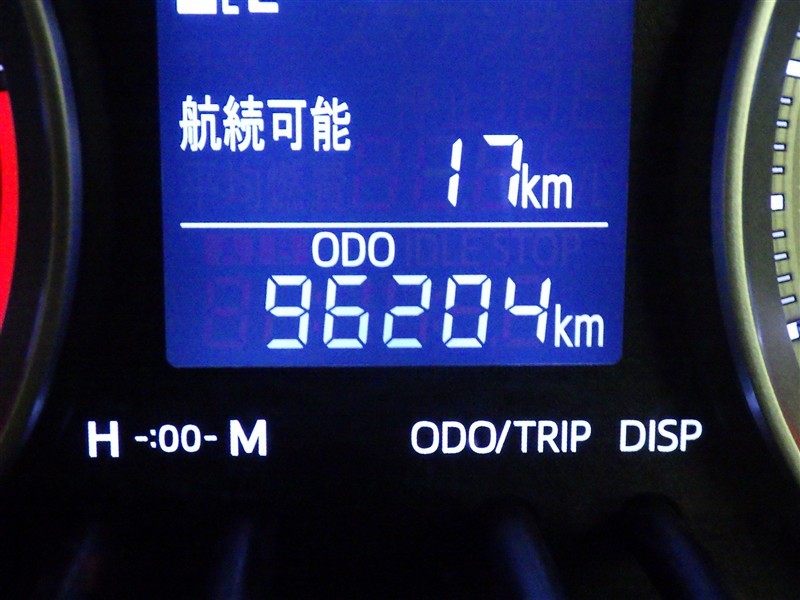 航続可能
17km
ODO
96204km
H -:00- M ODO/TRIP DISP